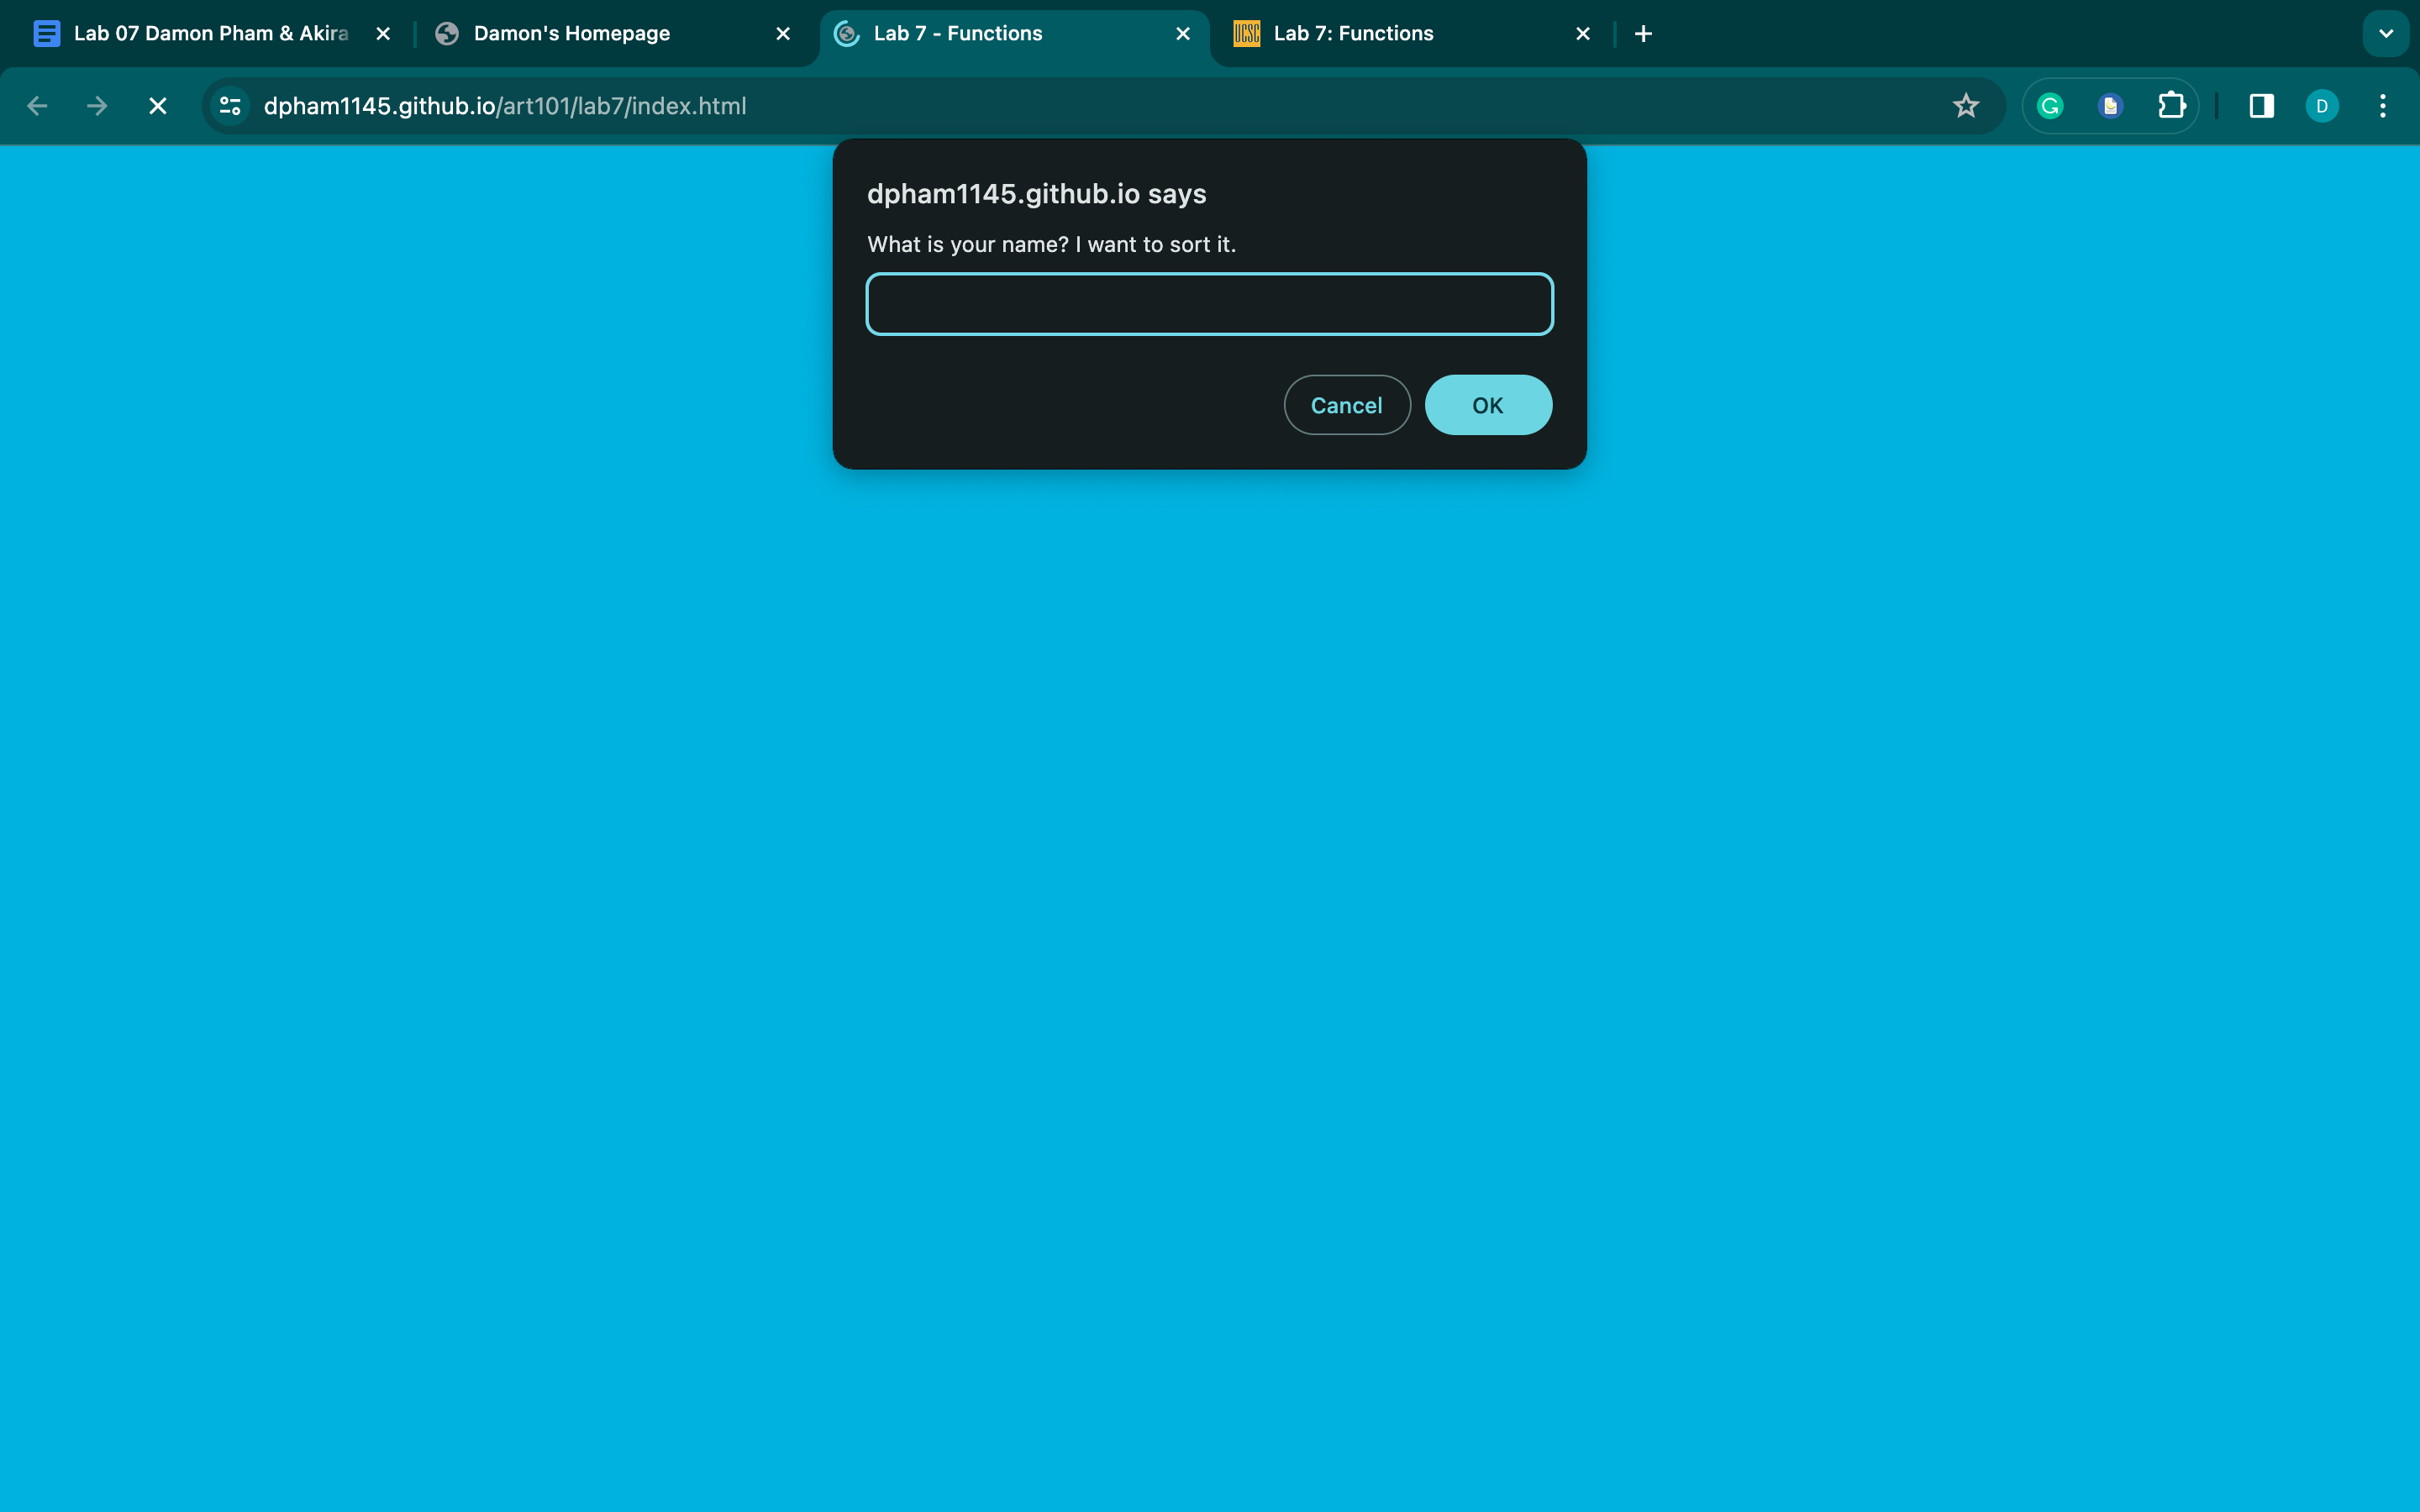 Lab 07 Damon Pham & Akira
Damon's Homepage
Lab 7 - Functions
UCSC
Lab 7: Functions
dpham1145.github.io/art101/lab7/index.html
D
dpham1145.github.io says
What is your name? I want to sort it.
Cancel
OK